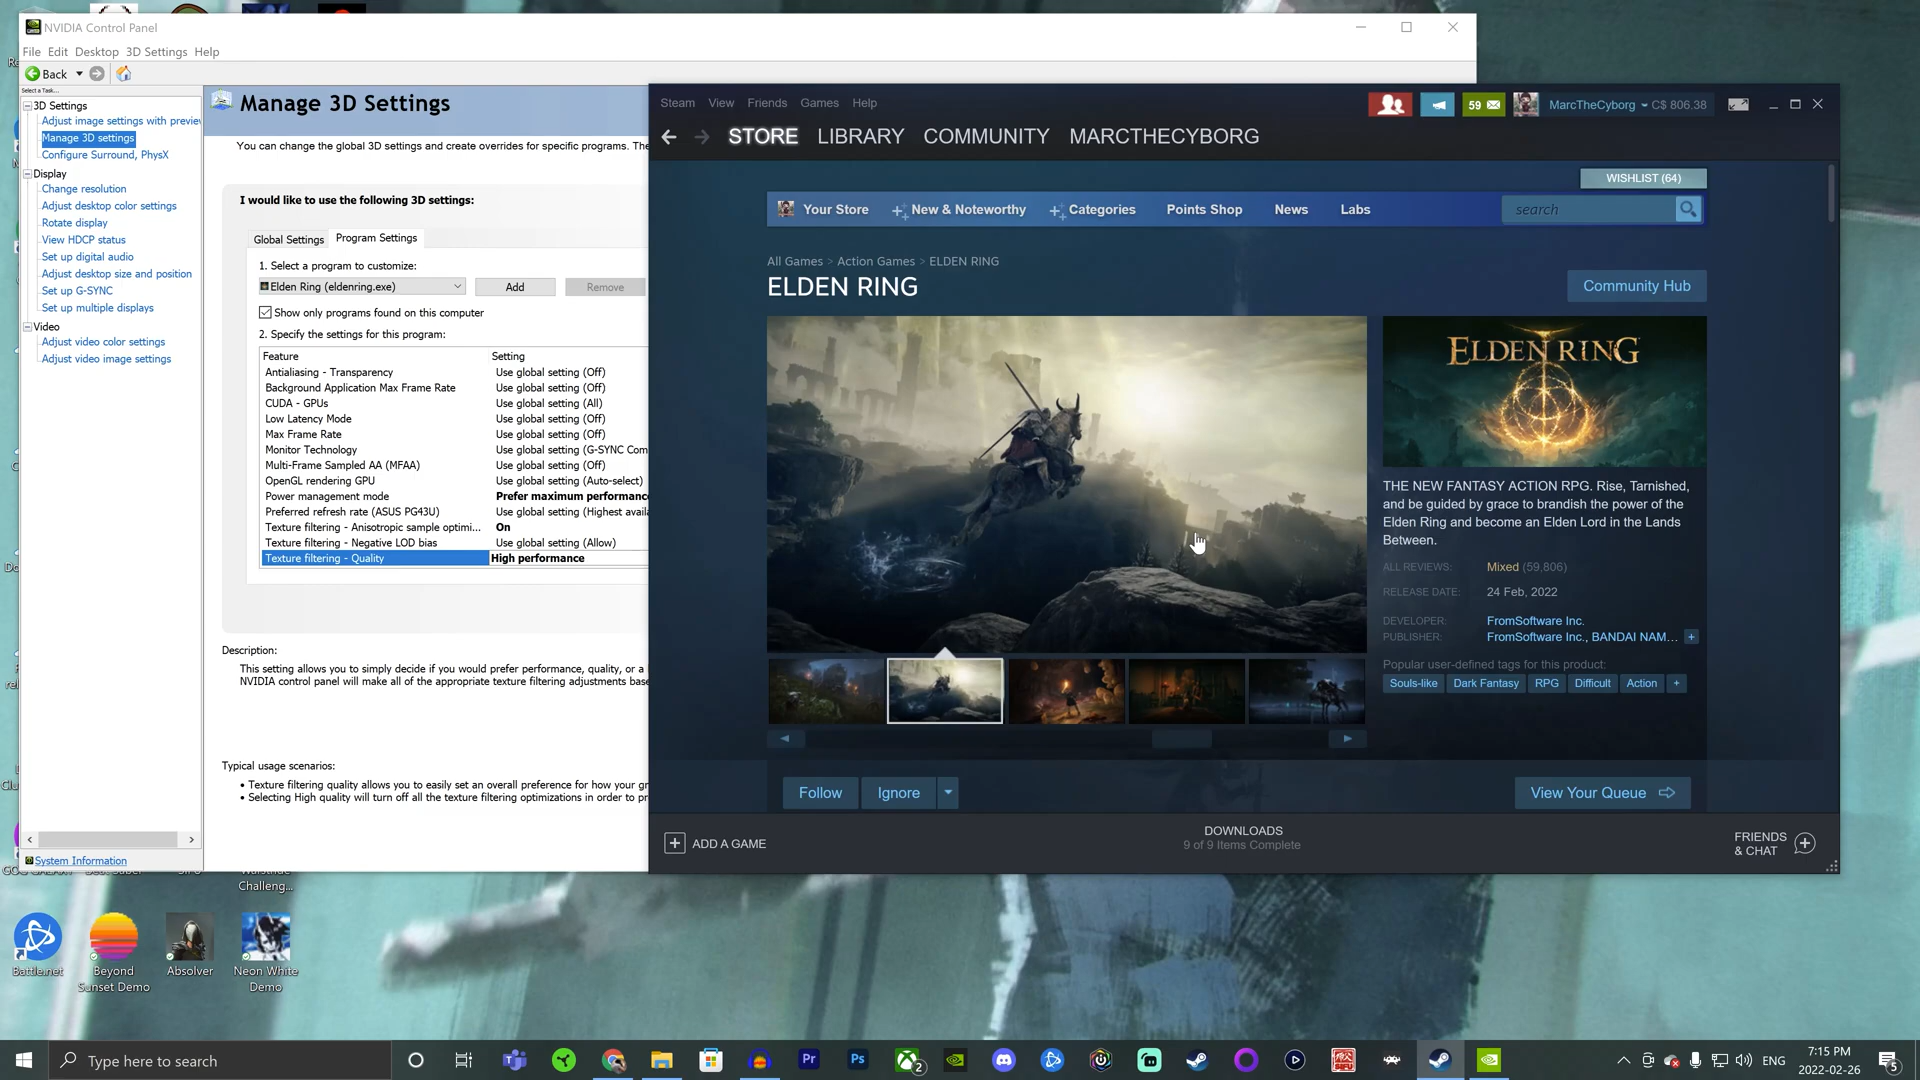 NVIDIA Control Panel
File Edit Desktop 3D Settings Help
Back
Select a Task...
3D Settings
Adjust image settings with preview
Manage 3D settings
Configure Surround, PhysX
Display
Change resolution
Adjust desktop color settings
Rotate display
View HDCP status
Set up digital audio
Adjust desktop size and position
Set up G-SYNC
Set up multiple displays
Video
Adjust video color settings
Adjust video image settings
System Information
Manage 3D Settings
You can change the global 3D settings and create overrides for specific programs. The
I would like to use the following 3D settings:
Global Settings Program Settings
1. Select a program to customize:
Elden Ring (eldenring.exe) Add Remove
Show only programs found on this computer
2. Specify the settings for this program:
Feature Setting
Antialiasing - Transparency Use global setting (Off)
Background Application Max Frame Rate Use global setting (Off)
CUDA - GPUs Use global setting (All)
Low Latency Mode Use global setting (Off)
Max Frame Rate Use global setting (Off)
Monitor Technology Use global setting (G-SYNC Com
Multi-Frame Sampled AA (MFAA) Use global setting (Off)
OpenGL rendering GPU Use global setting (Auto-select)
Power management mode Prefer maximum performance
Preferred refresh rate (ASUS PG43U) Use global setting (Highest avail
Texture filtering - Anisotropic sample optimi... On
Texture filtering - Negative LOD bias Use global setting (Allow)
Texture filtering - Quality High performance
Description:
This setting allows you to simply decide if you would prefer performance, quality, or a
NVIDIA control panel will make all of the appropriate texture filtering adjustments base
Typical usage scenarios:
• Texture filtering quality allows you to easily set an overall preference for how your gr
• Selecting High quality will turn off all the texture filtering optimizations in order to pr
Steam View Friends Games Help
59 MarcTheCyborg C$ 806.38
STORE LIBRARY COMMUNITY MARCTHECYBORG
WISHLIST (64)
Your Store New & Noteworthy Categories Points Shop News Labs search
All Games > Action Games > ELDEN RING
ELDEN RING
Community Hub
ELDEN RING
THE NEW FANTASY ACTION RPG. Rise, Tarnished,
and be guided by grace to brandish the power of the
Elden Ring and become an Elden Lord in the Lands
Between.
ALL REVIEWS: Mixed (59,806)
RELEASE DATE: 24 Feb, 2022
DEVELOPER: FromSoftware Inc.
PUBLISHER: FromSoftware Inc., BANDAI NAM... +
Popular user-defined tags for this product:
Souls-like Dark Fantasy RPG Difficult Action +
Follow Ignore View Your Queue
ADD A GAME
DOWNLOADS
9 of 9 Items Complete
FRIENDS
& CHAT
Challeng...
Battle.net
Beyond
Sunset Demo
Absolver
Neon White
Demo
Type here to search
Pr
Ps
2
ENG
7:15 PM
2022-02-26
5